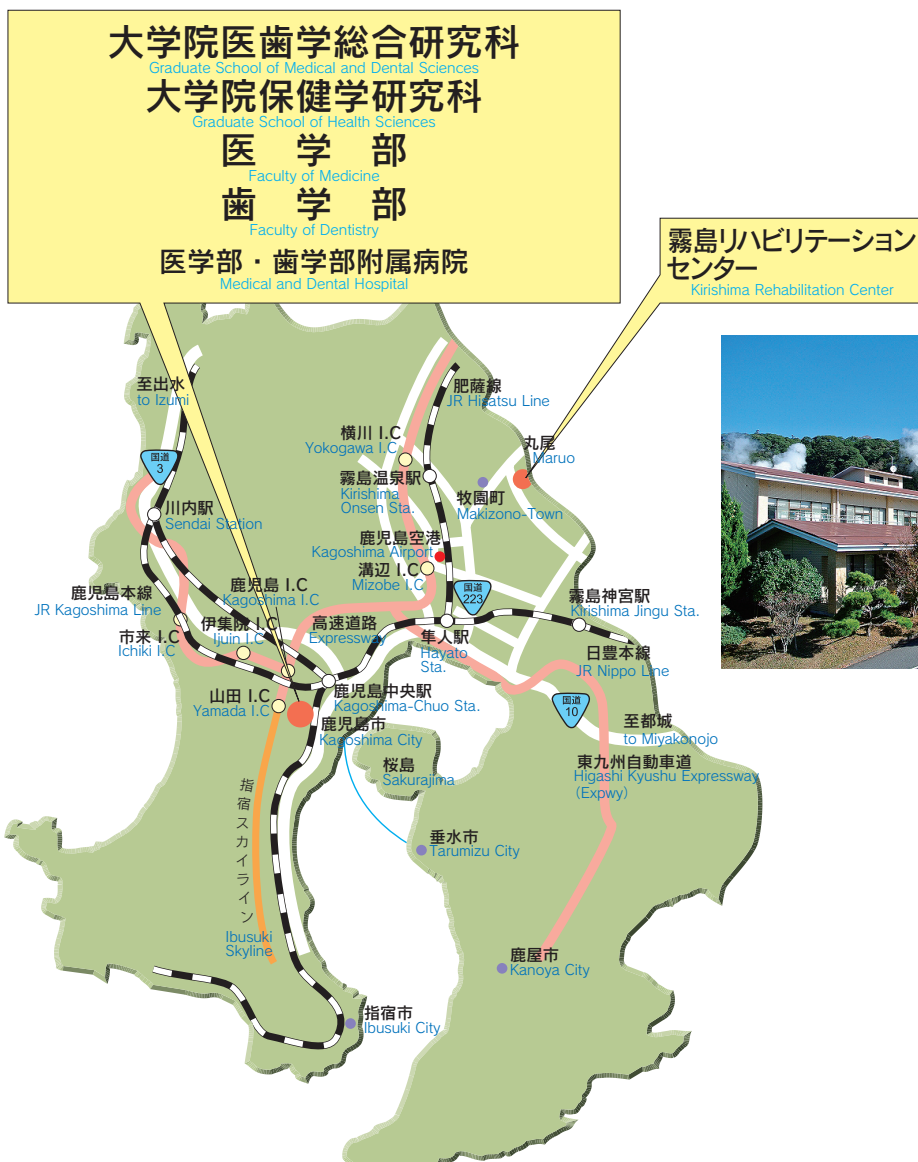 大学院医歯学総合研究科
Graduate School of Medical and Dental Sciences
大学院保健学研究科
Graduate School of Health Sciences
医 学 部
Faculty of Medicine
歯 学 部
Faculty of Dentistry
医学部・歯学部附属病院
Medical and Dental Hospital
霧島リハビリテーション
センター
Kirishima Rehabilitation Center
至出水
to Izumi
肥薩線
JR Hisatsu Line
横川 I.C
Yokogawa I.C
丸尾
Maruo
国道
3
霧島温泉駅
Kirishima
Onsen Sta.
牧園町
Makizono-Town
川内駅
Sendai Station
鹿児島空港
Kagoshima Airport
溝辺 I.C
Mizobe I.C
鹿児島 I.C
Kagoshima I.C
国道
223
鹿児島本線
JR Kagoshima Line
霧島神宮駅
Kirishima Jingu Sta.
伊集院 I.C
Ijuin I.C
高速道路
Expressway
市来 I.C
Ichiki I.C
隼人駅
Hayato
Sta.
日豊本線
JR Nippo Line
山田 I.C
Yamada I.C
鹿児島中央駅
Kagoshima-Chuo Sta.
国道
10
鹿児島市
Kagoshima City
至都城
to Miyakonojo
桜島
Sakurajima
東九州自動車道
Higashi Kyushu Expressway
(Expwy)
指宿スカイライン
Ibusuki
Skyline
垂水市
Tarumizu City
鹿屋市
Kanoya City
指宿市
Ibusuki City